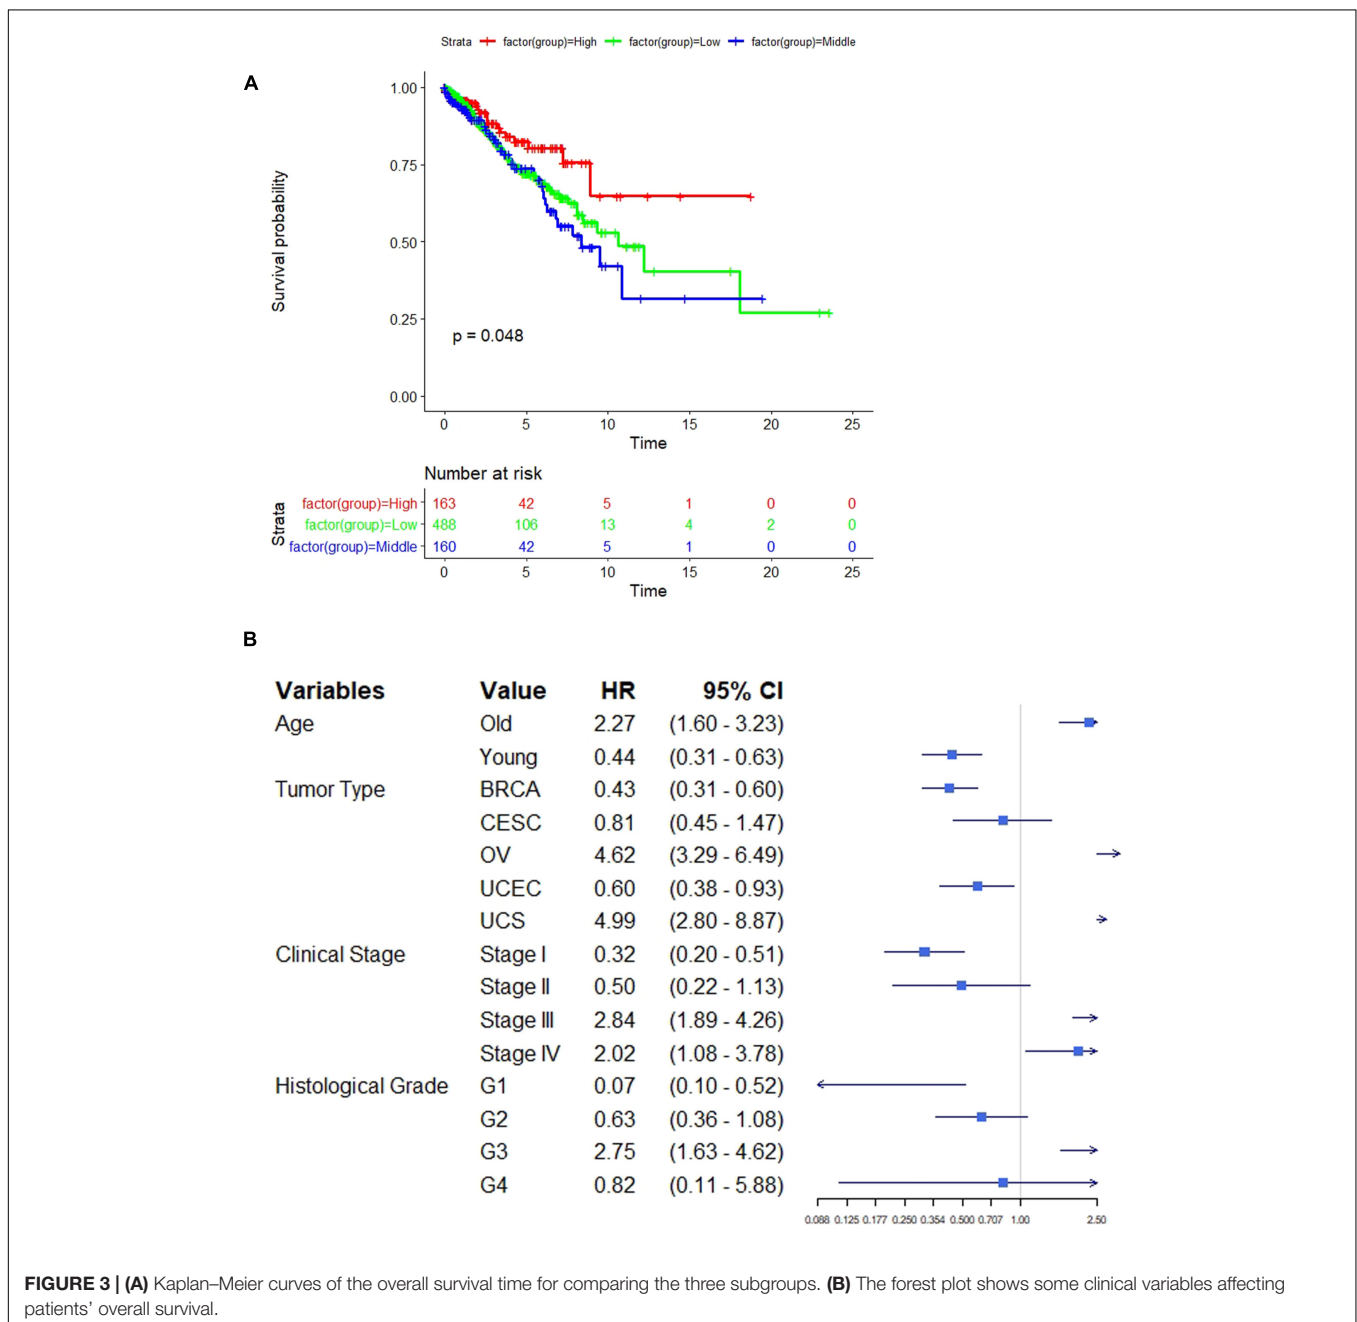 Strata factor(group)=High factor(group)=Low factor(group)=Middle
A
1.00
0.75
0.50
0.25
0.00
Survival probability
p = 0.048
0 5 10 15 20 25
Time
Number at risk
Strata
factor(group)=High 163 42 5 1 0 0
factor(group)=Low 488 106 13 4 2 0
factor(group)=Middle 160 42 5 1 0 0
0 5 10 15 20 25
Time
B
Variables Value HR 95% CI
Age Old 2.27 (1.60 - 3.23)
Young 0.44 (0.31 - 0.63)
Tumor Type BRCA 0.43 (0.31 - 0.60)
CESC 0.81 (0.45 - 1.47)
OV 4.62 (3.29 - 6.49)
UCEC 0.60 (0.38 - 0.93)
UCS 4.99 (2.80 - 8.87)
Clinical Stage Stage I 0.32 (0.20 - 0.51)
Stage II 0.50 (0.22 - 1.13)
Stage III 2.84 (1.89 - 4.26)
Stage IV 2.02 (1.08 - 3.78)
Histological Grade G1 0.07 (0.10 - 0.52)
G2 0.63 (0.36 - 1.08)
G3 2.75 (1.63 - 4.62)
G4 0.82 (0.11 - 5.88)
0.088 0.125 0.177 0.250 0.354 0.500 0.707 1.00 2.50
FIGURE 3 | (A) Kaplan–Meier curves of the overall survival time for comparing the three subgroups. (B) The forest plot shows some clinical variables affecting
patients’ overall survival.